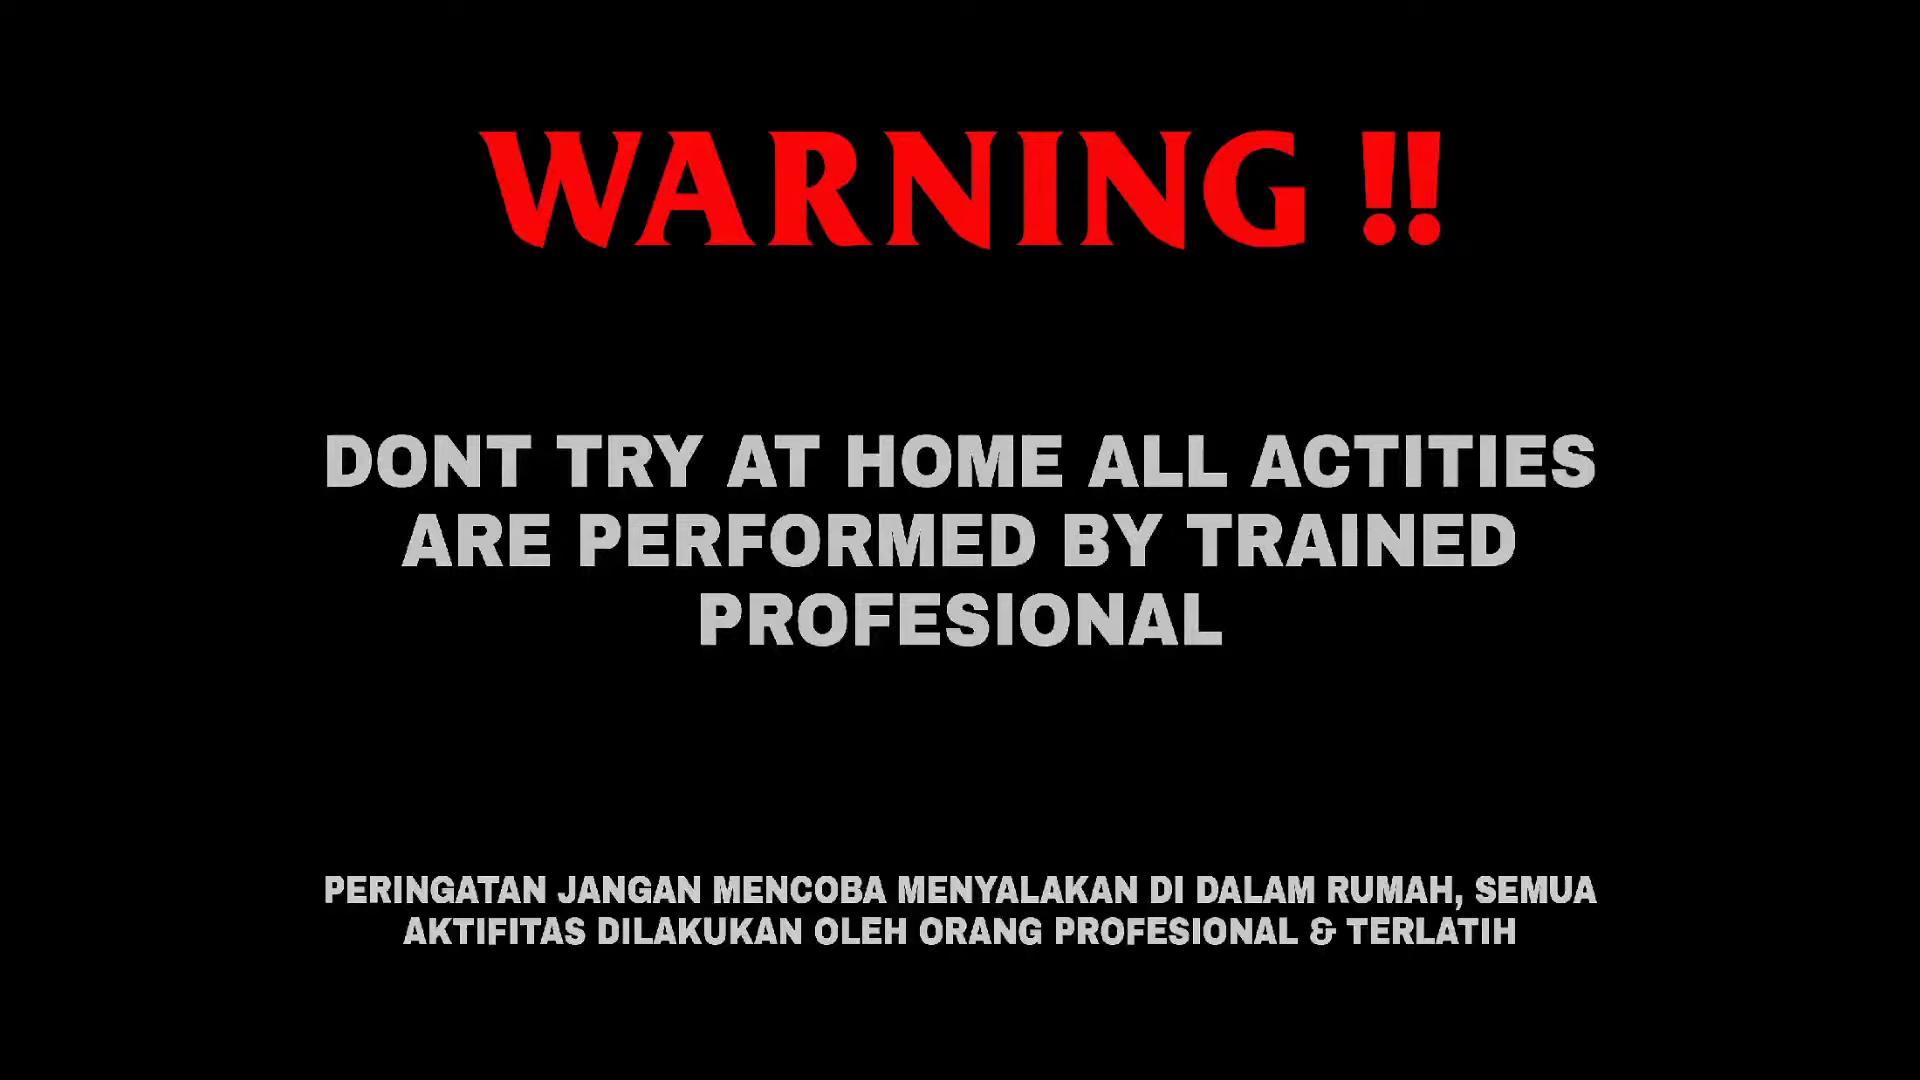 WARNING !!
DONT TRY AT HOME ALL ACTITIES
ARE PERFORMED BY TRAINED
PROFESIONAL
PERINGATAN JANGAN MENCOBA MENYALAKAN DI DALAM RUMAH, SEMUA
AKTIFITAS DILAKUKAN OLEH ORANG PROFESIONAL & TERLATIH